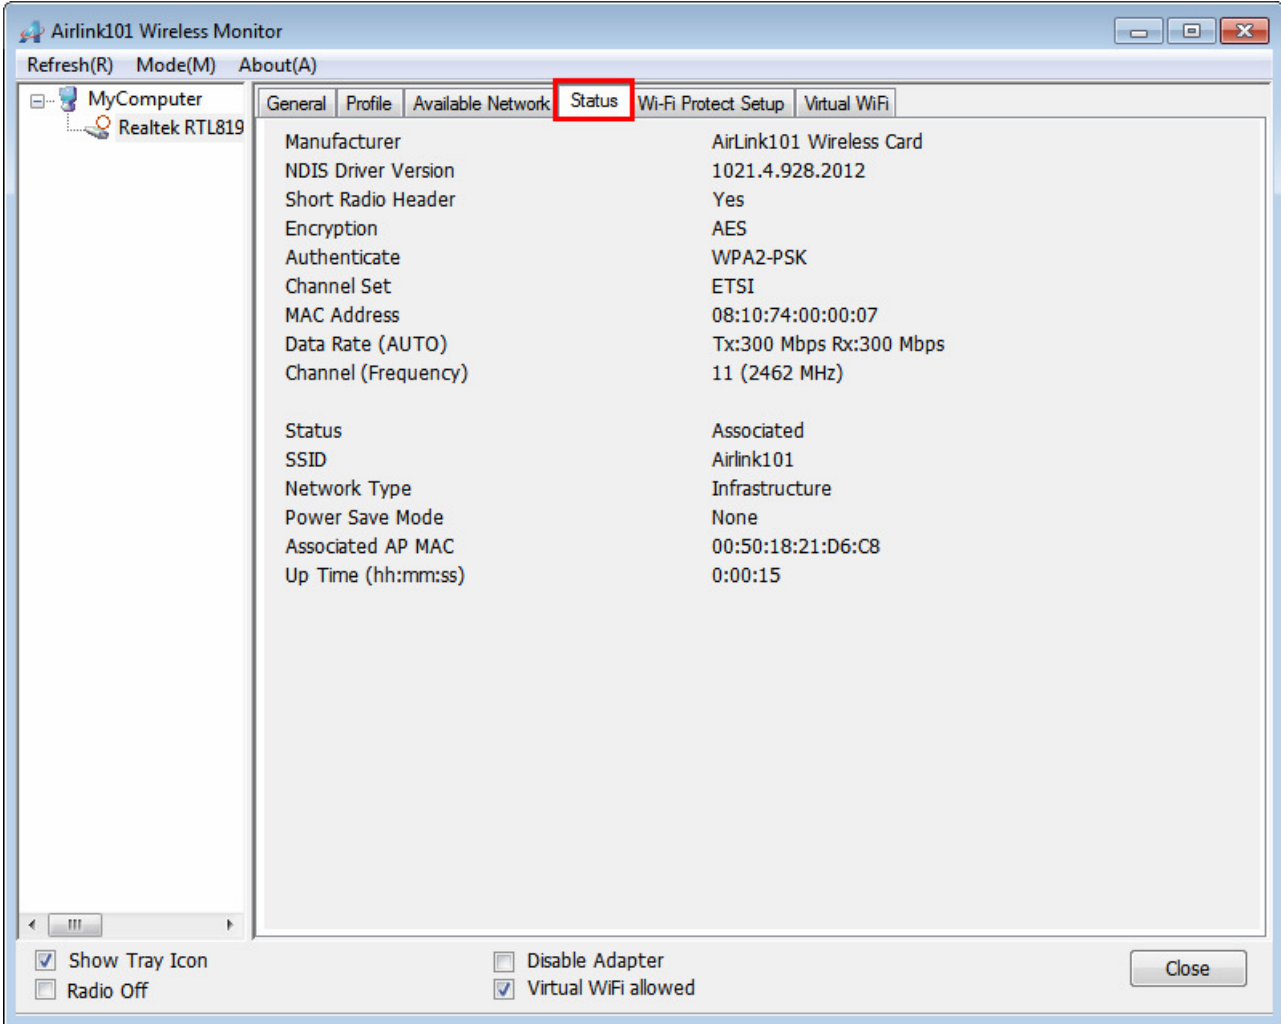 Airlink101 Wireless Monitor
Refresh(R) Mode(M) About(A)
MyComputer
Realtek RTL819
General Profile Available Network Status Wi-Fi Protect Setup Virtual WiFi
Manufacturer AirLink101 Wireless Card
NDIS Driver Version 1021.4.928.2012
Short Radio Header Yes
Encryption AES
Authenticate WPA2-PSK
Channel Set ETSI
MAC Address 08:10:74:00:00:07
Data Rate (AUTO) Tx:300 Mbps Rx:300 Mbps
Channel (Frequency) 11 (2462 MHz)
Status Associated
SSID Airlink101
Network Type Infrastructure
Power Save Mode None
Associated AP MAC 00:50:18:21:D6:C8
Up Time (hh:mm:ss) 0:00:15
Show Tray Icon Disable Adapter
Radio Off Virtual WiFi allowed
Close